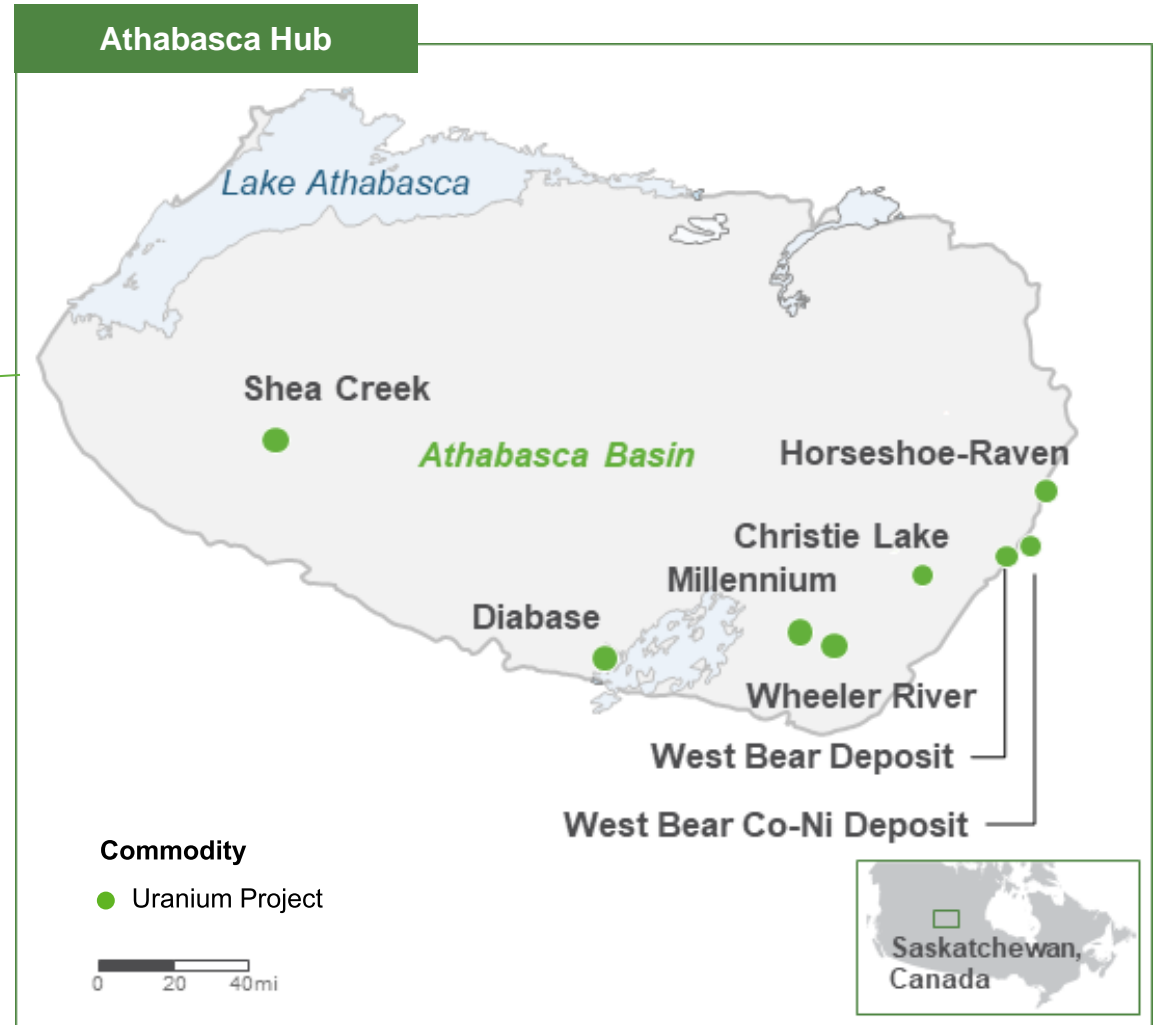 Athabasca Hub
Lake Athabasca
Shea Creek
Athabasca Basin
Horseshoe-Raven
Christie Lake
Millennium
Diabase
Wheeler River
West Bear Deposit
West Bear Co-Ni Deposit
Commodity
Uranium Project
0 20 40mi
Saskatchewan,
Canada